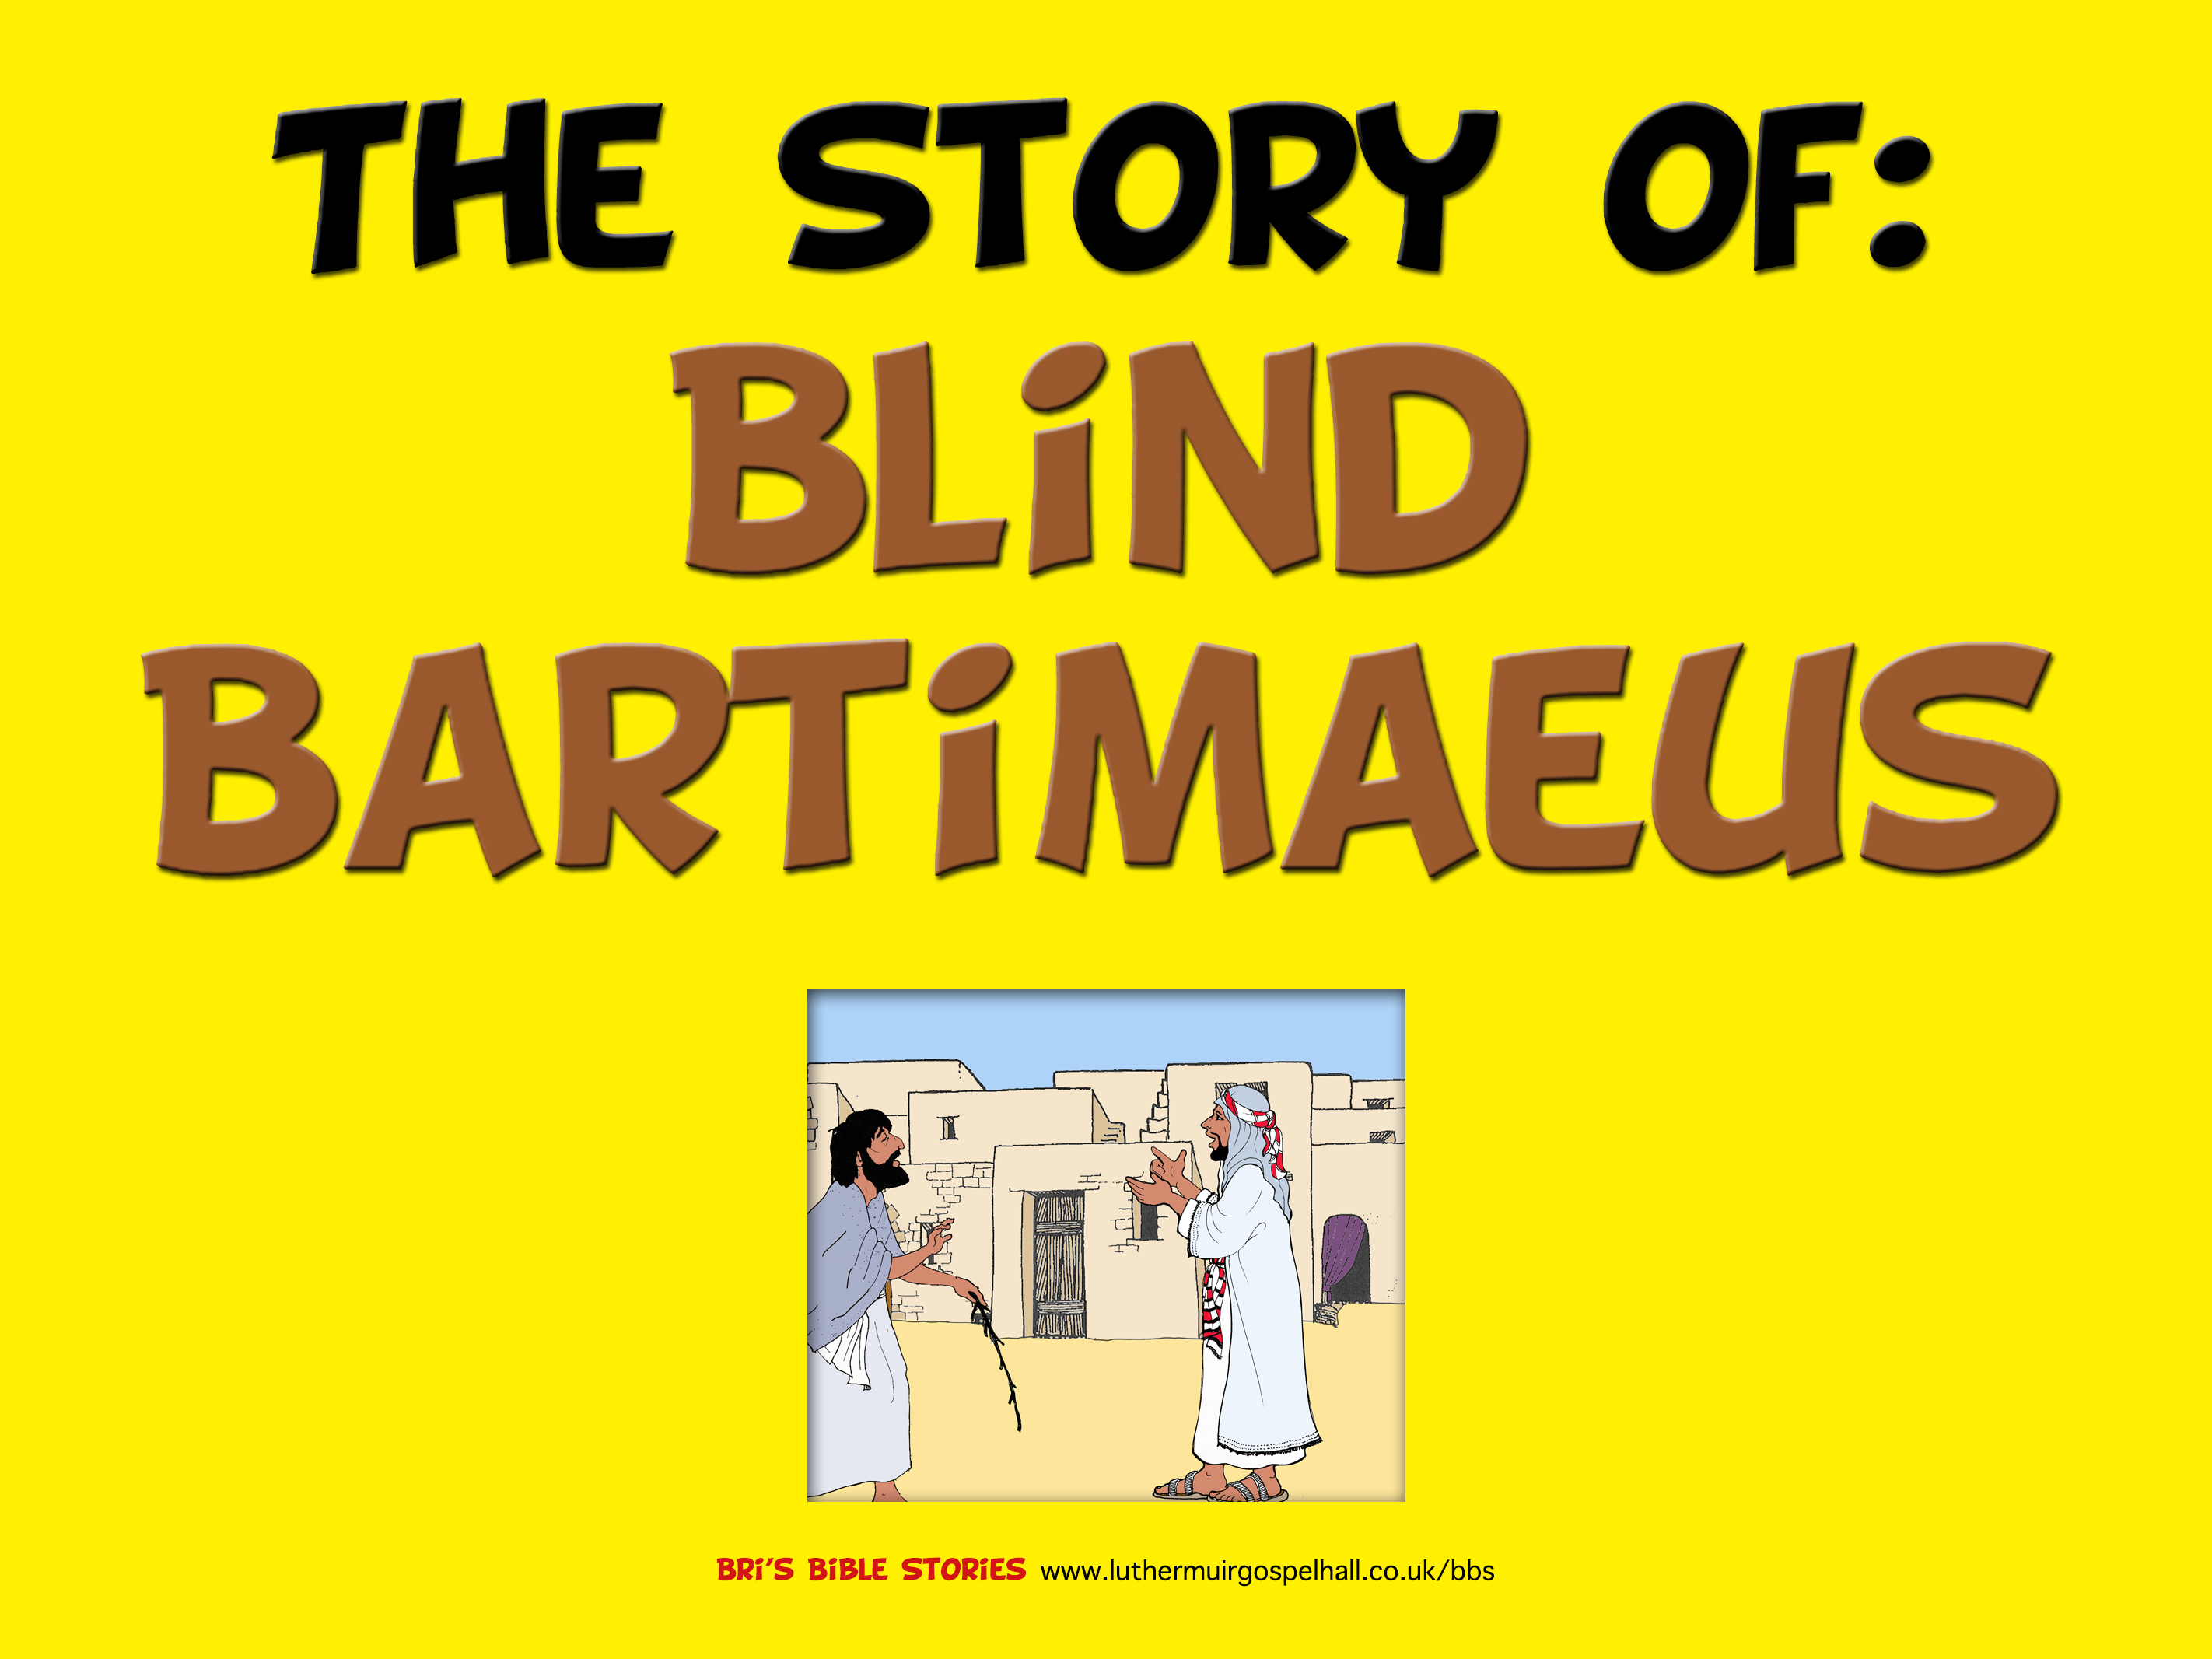 THE STORY OF:
BLiND
BARTiMAEUS
BRi'S BiBLE STORiES www.luthermuirgospelhall.co.uk/bbs